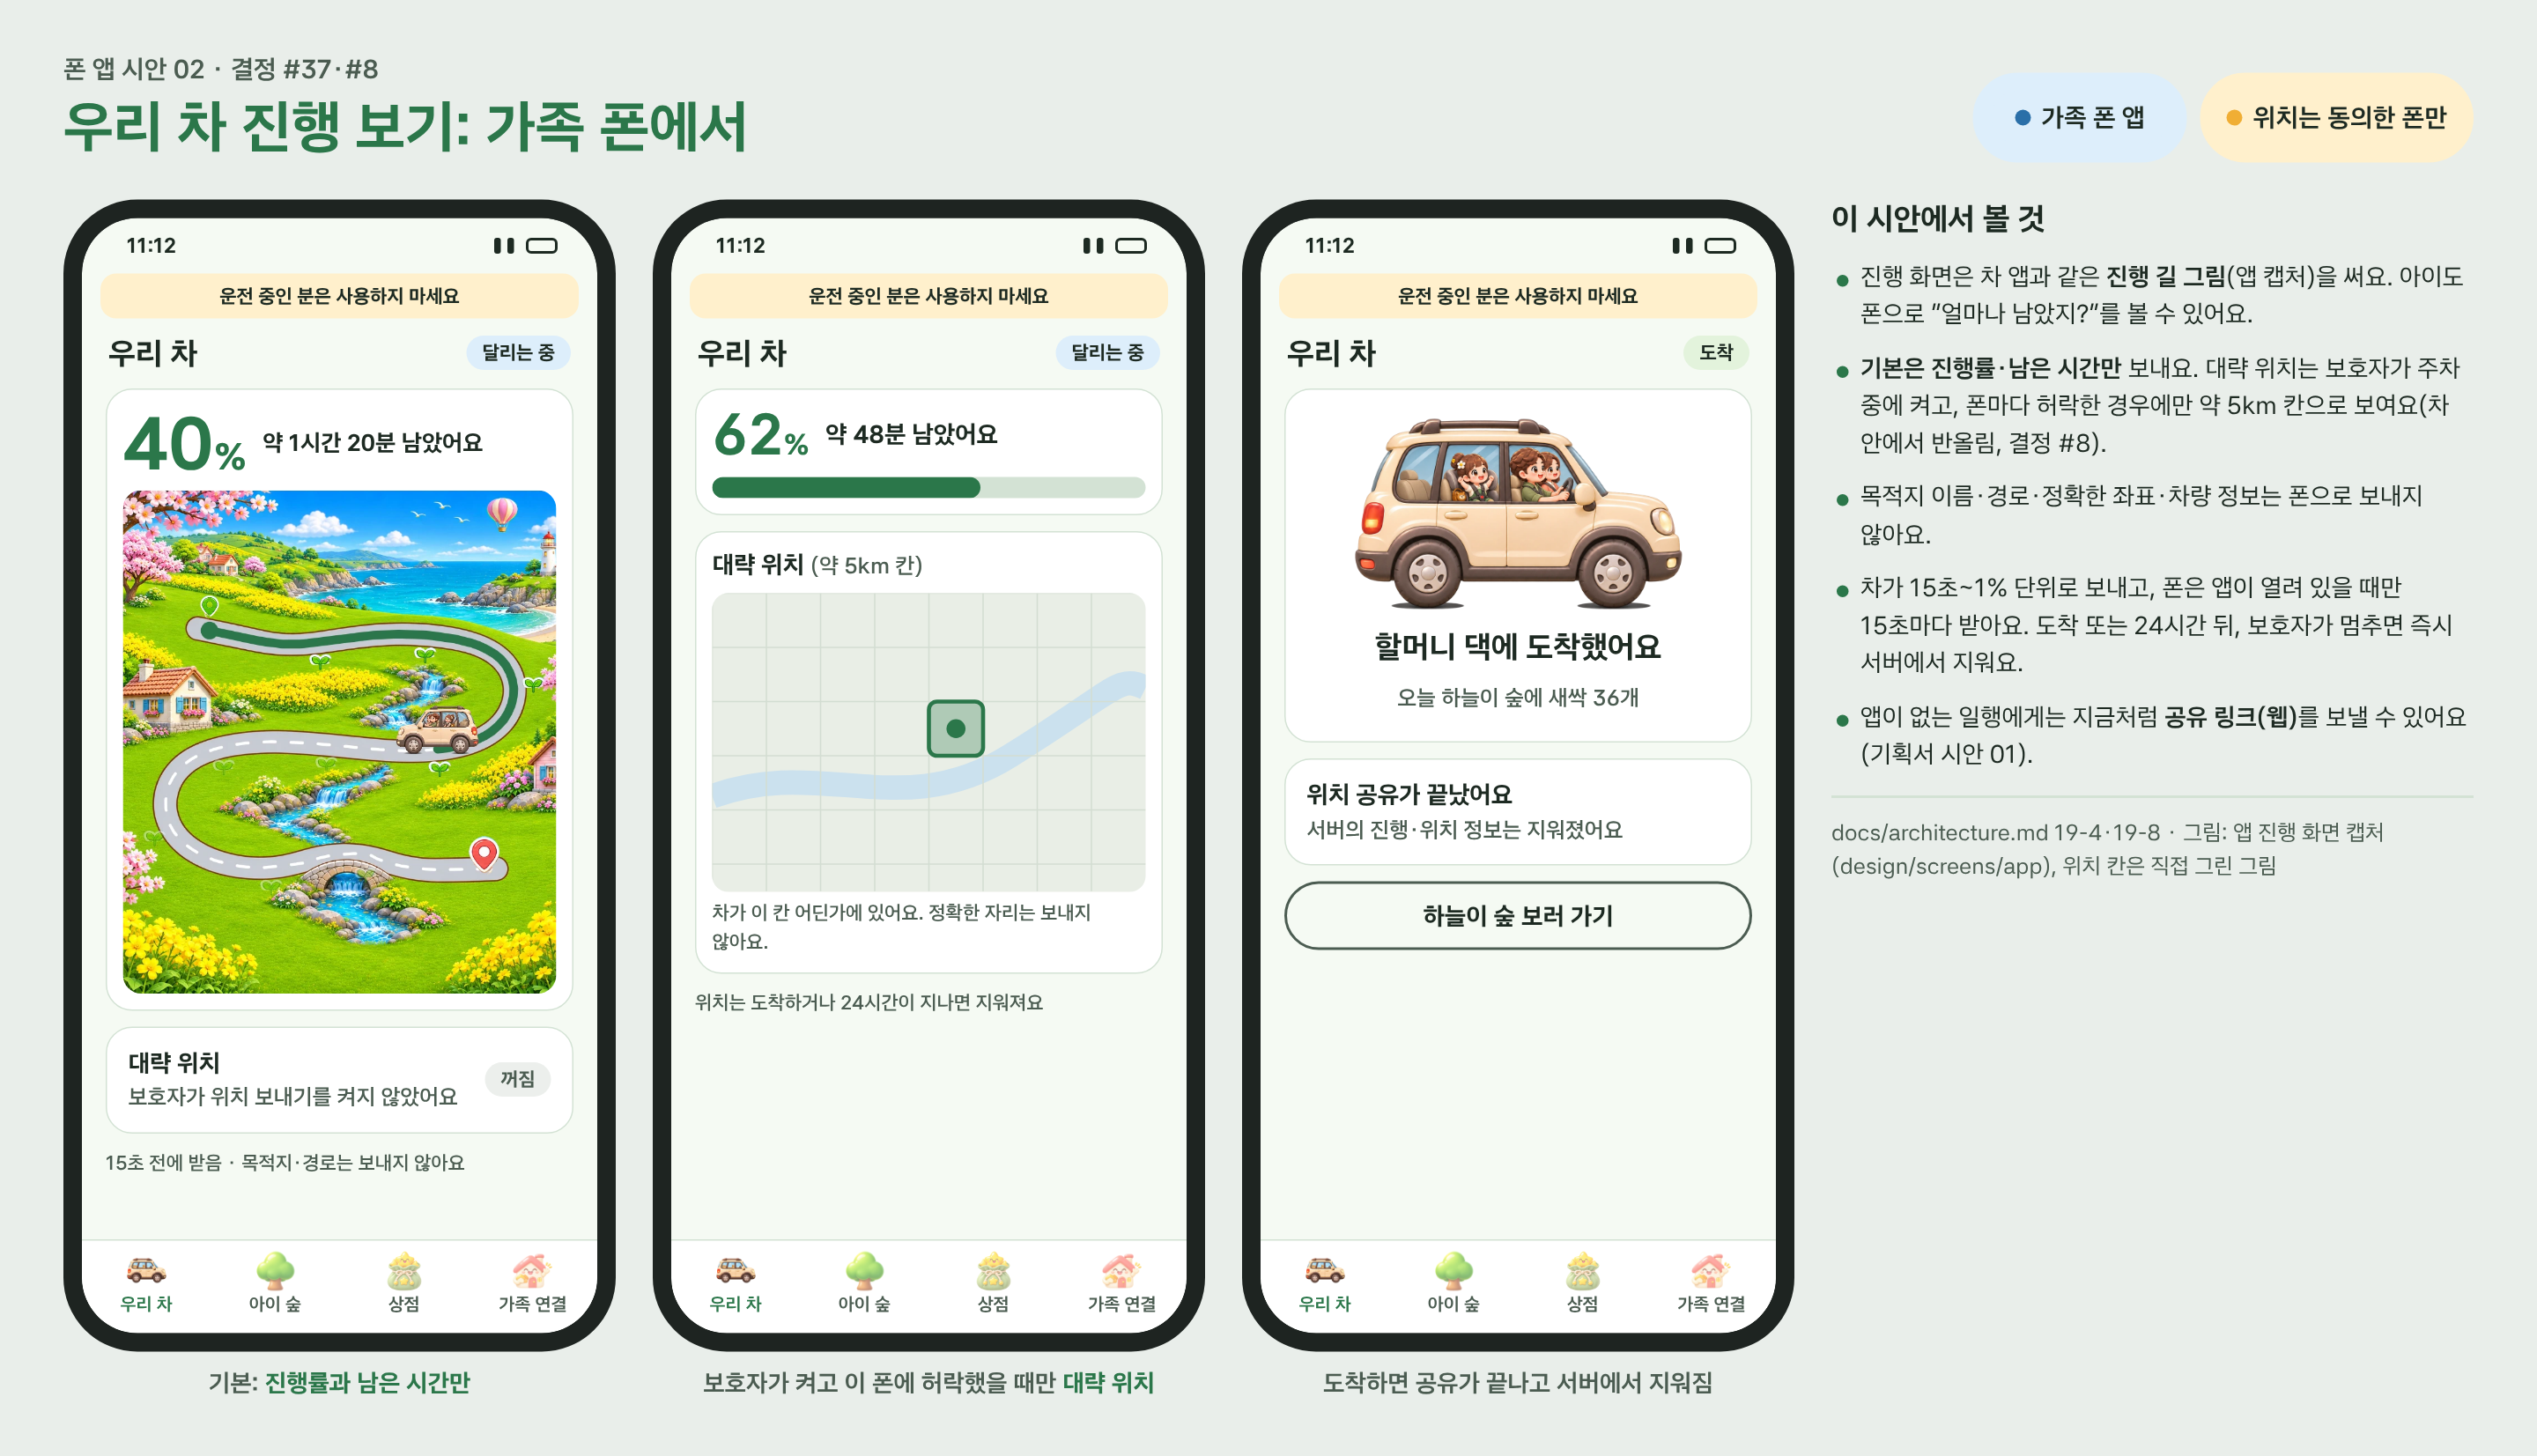 폰 앱 시안 02 · 결정 #37·#8
우리 차 진행 보기: 가족 폰에서
가족 폰 앱
위치는 동의한 폰만
11:12
운전 중인 분은 사용하지 마세요
우리 차
달리는 중
40%
약 1시간 20분 남았어요
대략 위치
보호자가 위치 보내기를 켜지 않았어요
꺼짐
15초 전에 받음 · 목적지·경로는 보내지 않아요
우리 차
아이 숲
상점
가족 연결
기본: 진행률과 남은 시간만
11:12
운전 중인 분은 사용하지 마세요
우리 차
달리는 중
62%
약 48분 남았어요
대략 위치 (약 5km 칸)
차가 이 칸 어딘가에 있어요. 정확한 자리는 보내지
않아요.
위치는 도착하거나 24시간이 지나면 지워져요
우리 차
아이 숲
상점
가족 연결
보호자가 켜고 이 폰에 허락했을 때만 대략 위치
11:12
운전 중인 분은 사용하지 마세요
우리 차
도착
할머니 댁에 도착했어요
오늘 하늘이 숲에 새싹 36개
위치 공유가 끝났어요
서버의 진행·위치 정보는 지워졌어요
하늘이 숲 보러 가기
우리 차
아이 숲
상점
가족 연결
도착하면 공유가 끝나고 서버에서 지워짐
이 시안에서 볼 것
진행 화면은 차 앱과 같은 진행 길 그림(앱 캡처)을 써요. 아이도
폰으로 "얼마나 남았지?"를 볼 수 있어요.
기본은 진행률·남은 시간만 보내요. 대략 위치는 보호자가 주차
중에 켜고, 폰마다 허락한 경우에만 약 5km 칸으로 보여요(차
안에서 반올림, 결정 #8).
목적지 이름·경로·정확한 좌표·차량 정보는 폰으로 보내지
않아요.
차가 15초~1% 단위로 보내고, 폰은 앱이 열려 있을 때만
15초마다 받아요. 도착 또는 24시간 뒤, 보호자가 멈추면 즉시
서버에서 지워요.
앱이 없는 일행에게는 지금처럼 공유 링크(웹)를 보낼 수 있어요
(기획서 시안 01).
docs/architecture.md 19-4·19-8 · 그림: 앱 진행 화면 캡처
(design/screens/app), 위치 칸은 직접 그린 그림